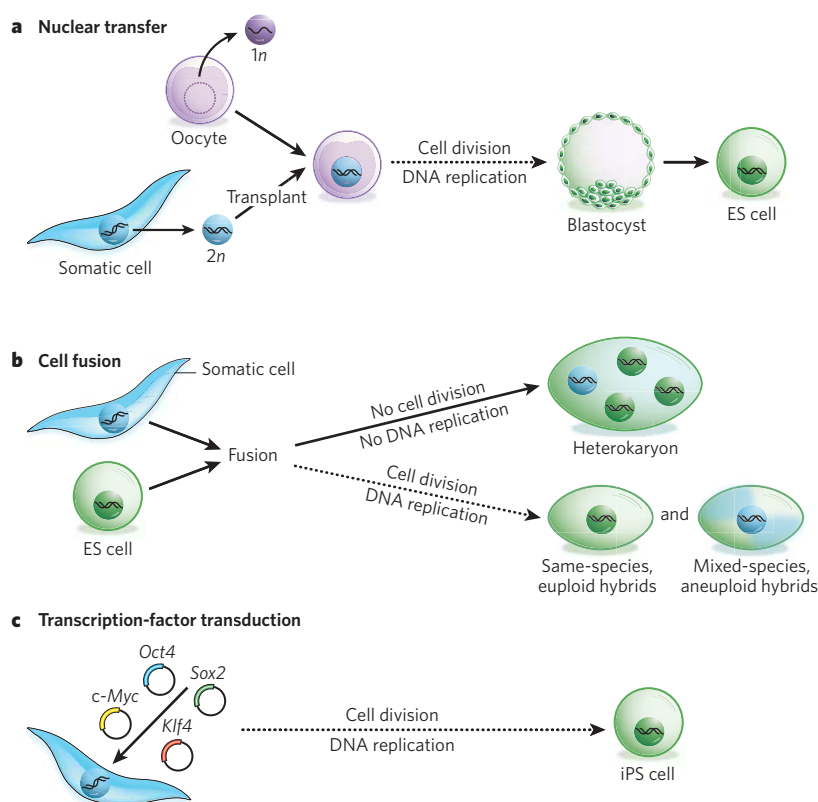 a Nuclear transfer
1n
Oocyte
Transplant
Somatic cell
2n
Cell division
DNA replication
Blastocyst
ES cell
b Cell fusion
Somatic cell
ES cell
Fusion
No cell division
No DNA replication
Heterokaryon
Cell division
DNA replication
and
Same-species,
euploid hybrids
Mixed-species,
aneuploid hybrids
c Transcription-factor transduction
Oct4
Sox2
c-Myc
Klf4
Cell division
DNA replication
iPS cell